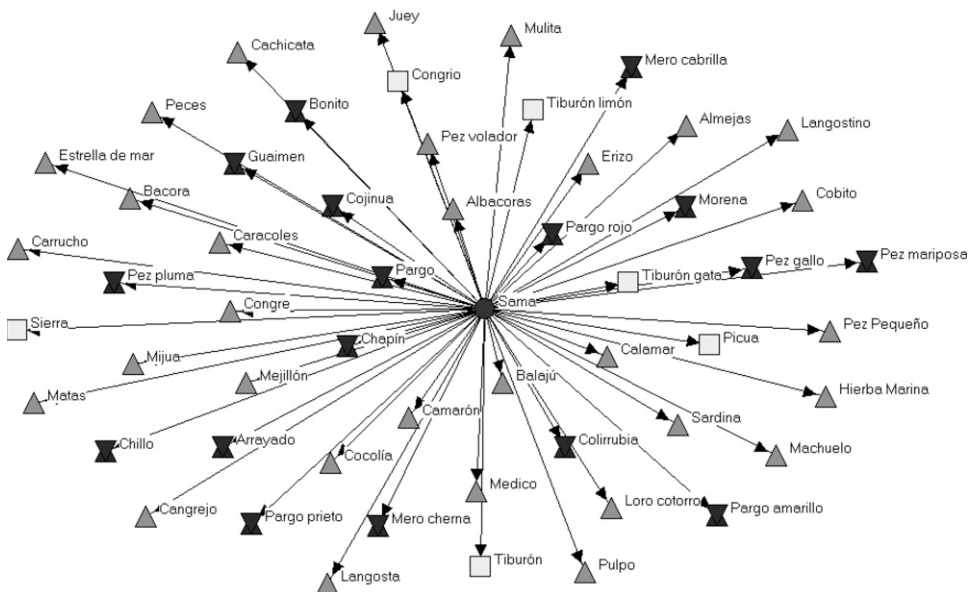 Juey
Mulita
Cachicata
Mero cabrilla
Congrio
Peces
Bonito
Tiburón limón
Pez volador
Almejas
Langostino
Estrella de mar
Guaimen
Erizo
Bacora
Cojinua
Albacoras
Morena
Cobito
Carrucho
Caracoles
Pargo rojo
Pez pluma
Pargo
Tiburón gata
Pez gallo
Pez mariposa
Congre
Sama
Sierra
Chapín
Picua
Pez Pequeño
Mijua
Calamar
Matas
Mejillón
Balajú
Hierba Marina
Camarón
Sardina
Chillo
Arrayado
Cocolía
Colirrubia
Machuelo
Medico
Loro cotorro
Cangrejo
Pargo prieto
Mero cherna
Pargo amarillo
Langosta
Tiburón
Pulpo